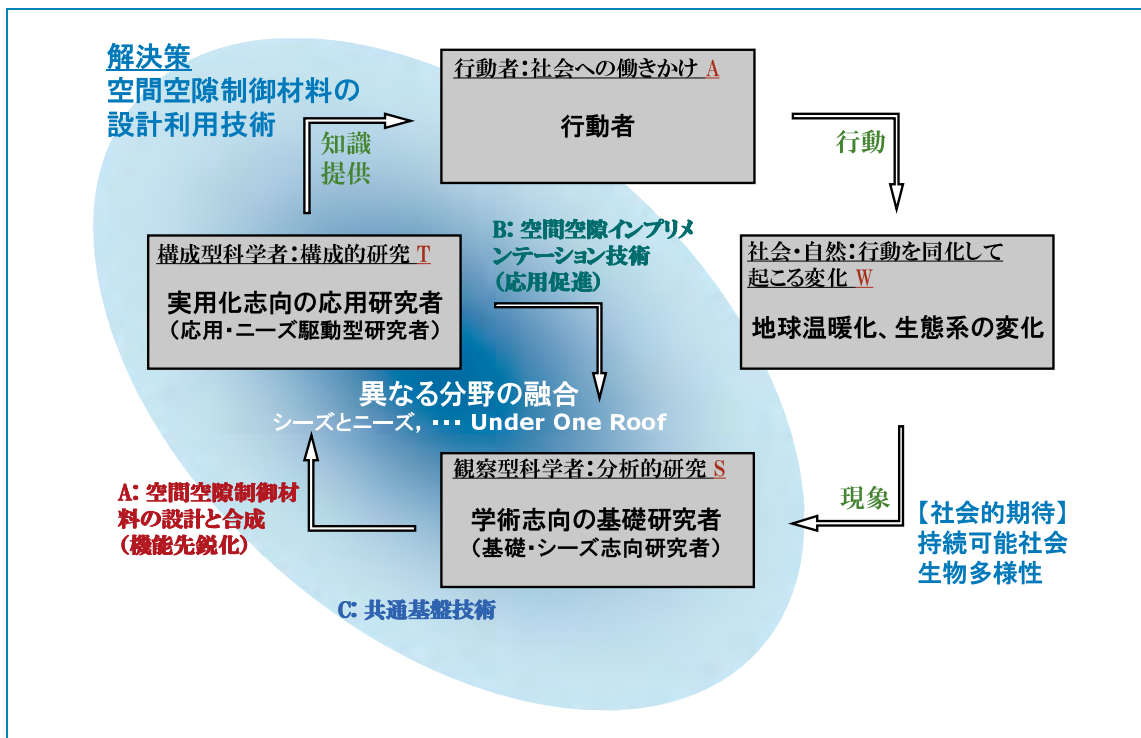 解決策
空間空隙制御材料の
設計利用技術
行動者：社会への働きかけ A
行動者
知識
提供
行動
構成型科学者：構成的研究 T
実用化志向の応用研究者
（応用・ニーズ駆動型研究者）
B: 空間空隙インプリメ
ンテーション技術
（応用促進）
社会・自然：行動を同化して
起こる変化 W
地球温暖化、生態系の変化
異なる分野の融合
シーズとニーズ, ･･･ Under One Roof
A: 空間空隙制御材
料の設計と合成
（機能先鋭化）
観察型科学者：分析的研究 S
学術志向の基礎研究者
（基礎・シーズ志向研究者）
現象
【社会的期待】
持続可能社会
生物多様性
C: 共通基盤技術